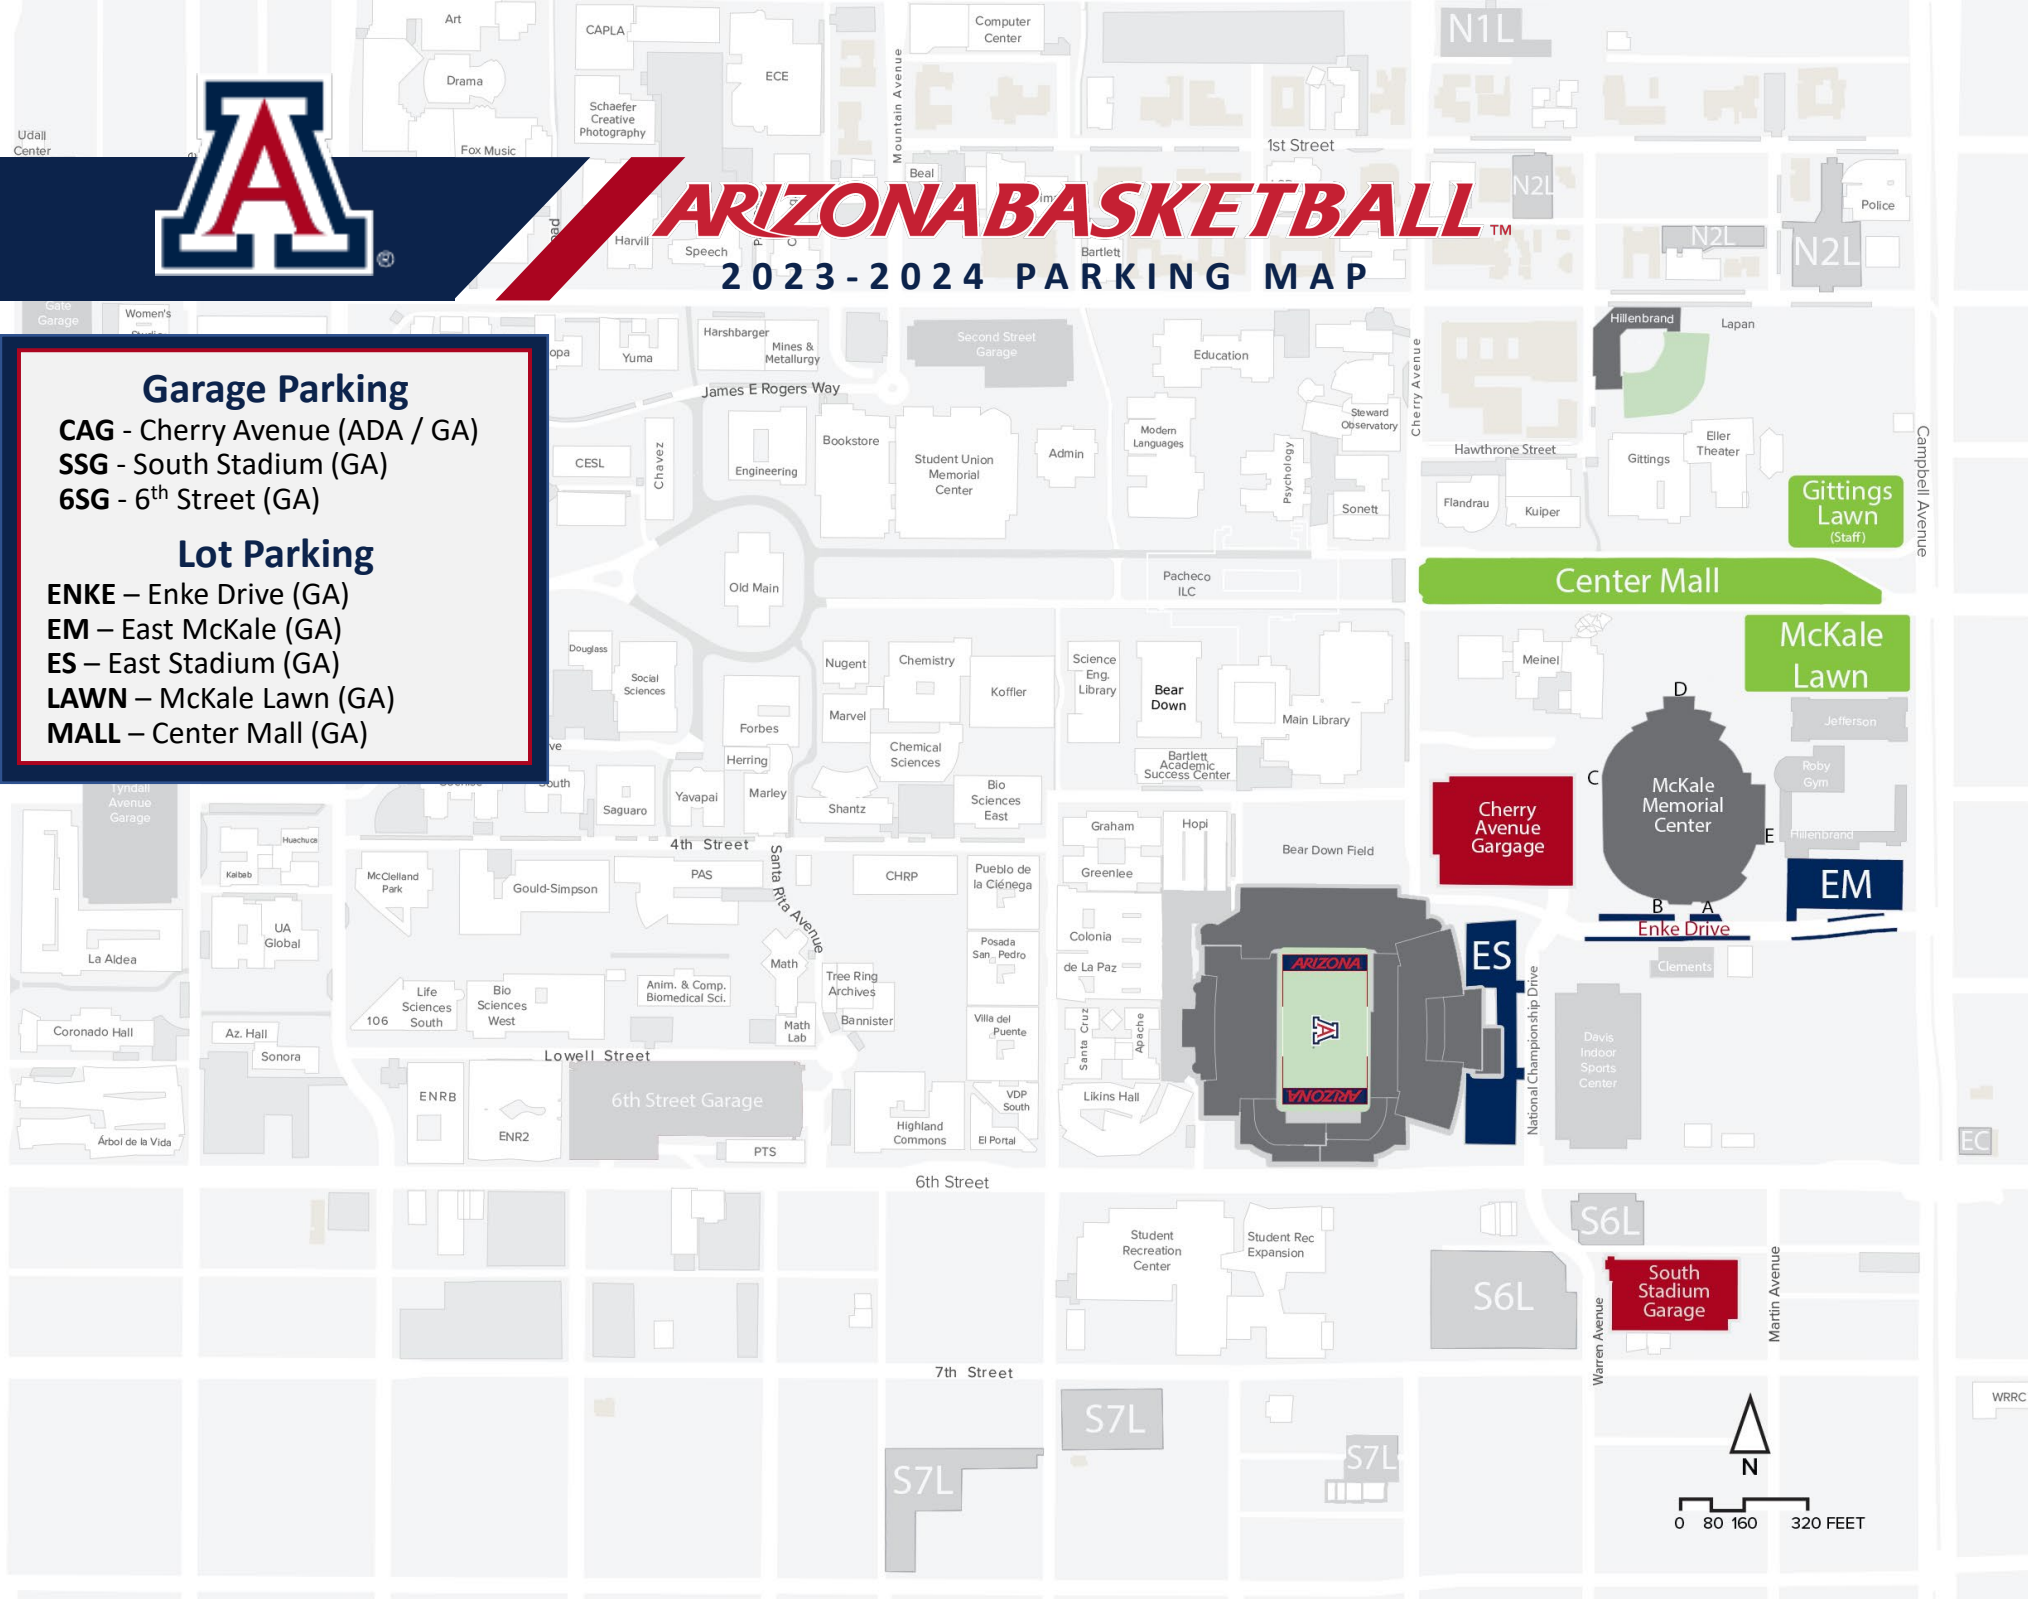 Art
CAPLA
Computer
Center
N1L
ECE
Drama
Mountain Avenue
Schaefer
Creative
Photography
Udall
Center
Fox Music
1st Street
Beal
N2L
Police
A
®
ARIZONABASKETBALL™
Harvill
Speech
Bartlett
N2L
N2L
2023-2024 PARKING MAP
Gate
Garage
Women's
Harshbarger
Mines &
Metallurgy
Yuma
opa
Second Street
Garage
Education
Cherry Avenue
Hillenbrand
Lapan
Garage Parking
CAG - Cherry Avenue (ADA / GA)
SSG - South Stadium (GA)
6SG - 6th Street (GA)
Lot Parking
ENKE – Enke Drive (GA)
EM – East McKale (GA)
ES – East Stadium (GA)
LAWN – McKale Lawn (GA)
MALL – Center Mall (GA)
James E Rogers Way
Steward
Observatory
Bookstore
Modern
Languages
Psychology
Hawthrone Street
Eller
Theater
Gittings
Campbell Avenue
CESL
Chavez
Engineering
Student Union
Memorial
Center
Admin
Sonett
Flandrau
Kuiper
Gittings
Lawn
(Staff)
Old Main
Pacheco
ILC
Center Mall
McKale
Lawn
Douglass
Social
Sciences
Nugent
Chemistry
Koffler
Science
Eng.
Library
Bear
Down
Main Library
Meinel
D
Jefferson
Forbes
Marvel
Chemical
Sciences
Herring
Bartlett
Academic
Success Center
C
McKale
Memorial
Center
Roby
Gym
ve
outh
Tyndall
Avenue
Garage
Saguaro
Yavapai
Marley
Shantz
Bio
Sciences
East
Cherry
Avenue
Gargage
E
Hillenbrand
Huachuca
Kaibab
4th Street
Santa Rita Avenue
Graham
Hopi
Greenlee
Bear Down Field
EM
McClelland
Park
Gould-Simpson
PAS
CHRP
Pueblo de
la Ciénega
B
A
Enke Drive
UA
Global
La Aldea
Math
Posada
San Pedro
Colonia
de La Paz
ARIZONA
ES
Clements
National Championship Drive
Life
Sciences
South
106
Bio
Sciences
West
Anim. & Comp.
Biomedical Sci.
Tree Ring
Archives
Bannister
Math
Lab
Villa del
Puente
Santa Cruz
Apache
A
Davis
Indoor
Sports
Center
Coronado Hall
Az. Hall
Sonora
Lowell Street
ENRB
ENR2
6th Street Garage
PTS
Highland
Commons
VDP
South
El Portal
Likins Hall
ARIZONA
EC
Árbol de la Vida
6th Street
Student
Recreation
Center
Student Rec
Expansion
S6L
S6L
South
Stadium
Garage
Warren Avenue
Martin Avenue
7th Street
S7L
S7L
S7L
WRRC
N
0 80 160 320 FEET